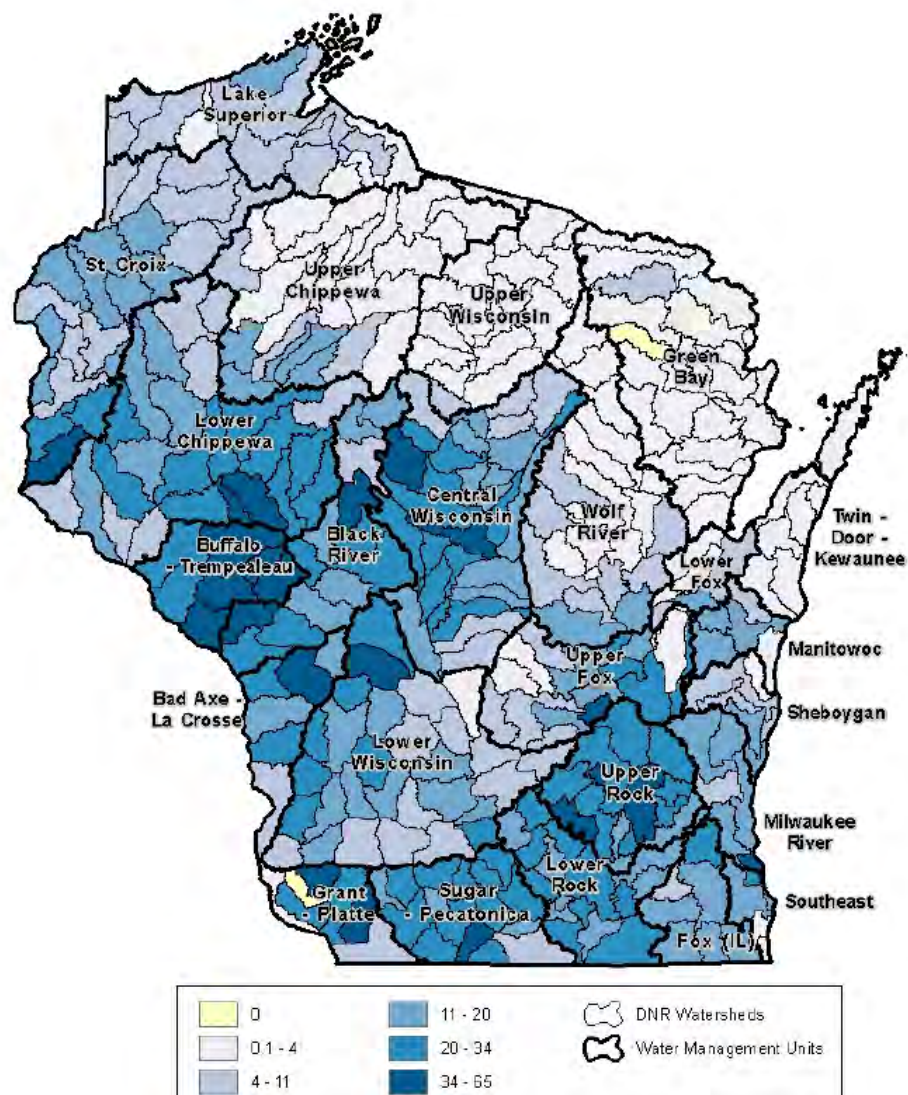 Lake
Superior
St Croix
Upper
Chippewa
Upper
Wisconsin
Green
Bay
Lower
Chippewa
Central
Wisconsin
Wolf
River
Twin -
Door -
Kewaunee
Buffalo
- Trempealeau
Black
River
Lower
Fox
Manitowoc
Upper
Fox
Bad Axe -
La Crosse
Sheboygan
Lower
Wisconsin
Upper
Rock
Milwaukee
River
Grant
- Platte
Sugar
- Pecatonica
Lower
Rock
Southeast
Fox (IL)
0
0.1 - 4
4 - 11
11 - 20
20 - 34
34 - 65
DNR Watersheds
Water Management Units